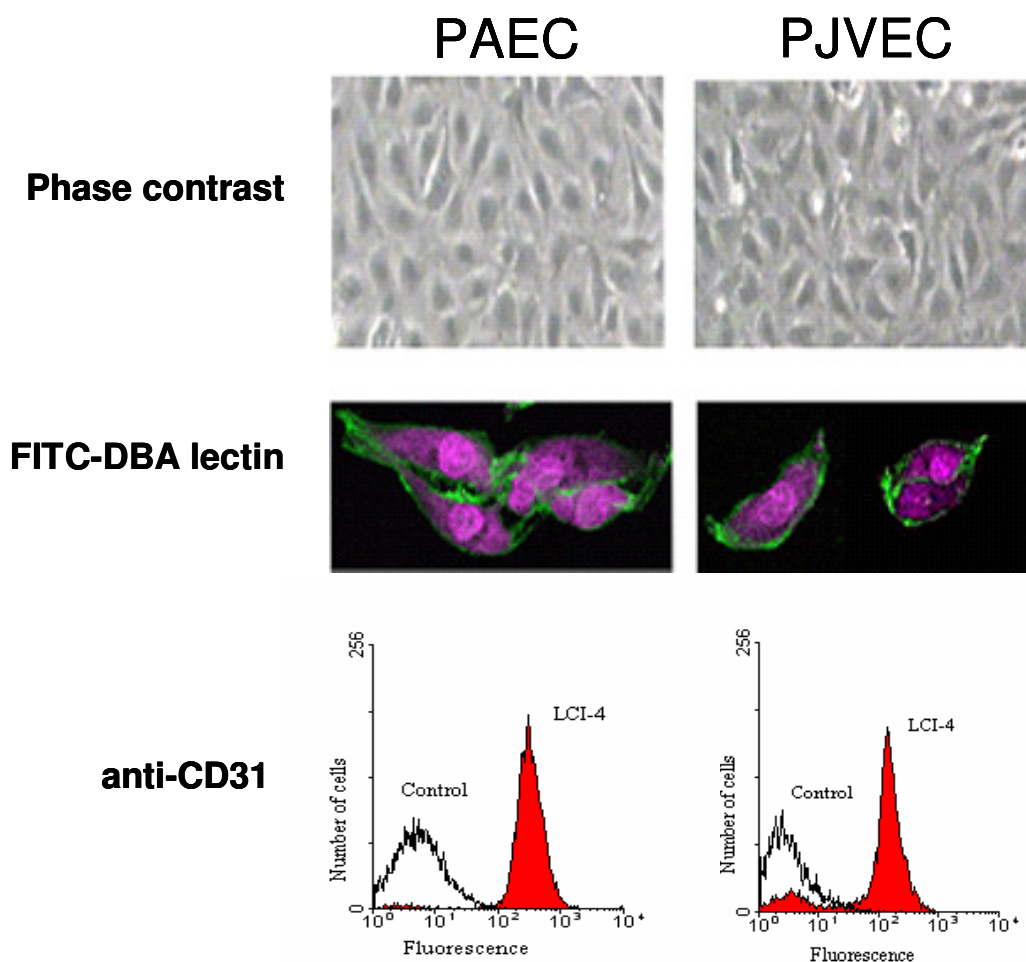 PAEC PJVEC
Phase contrast
FITC-DBA lectin
anti-CD31
256
Number of cells
0
Control
LCI-4
10⁰ 10¹ 10² 10³ 10⁴
Fluorescence
256
Number of cells
0
Control
LCI-4
10⁰ 10¹ 10² 10³ 10⁴
Fluorescence